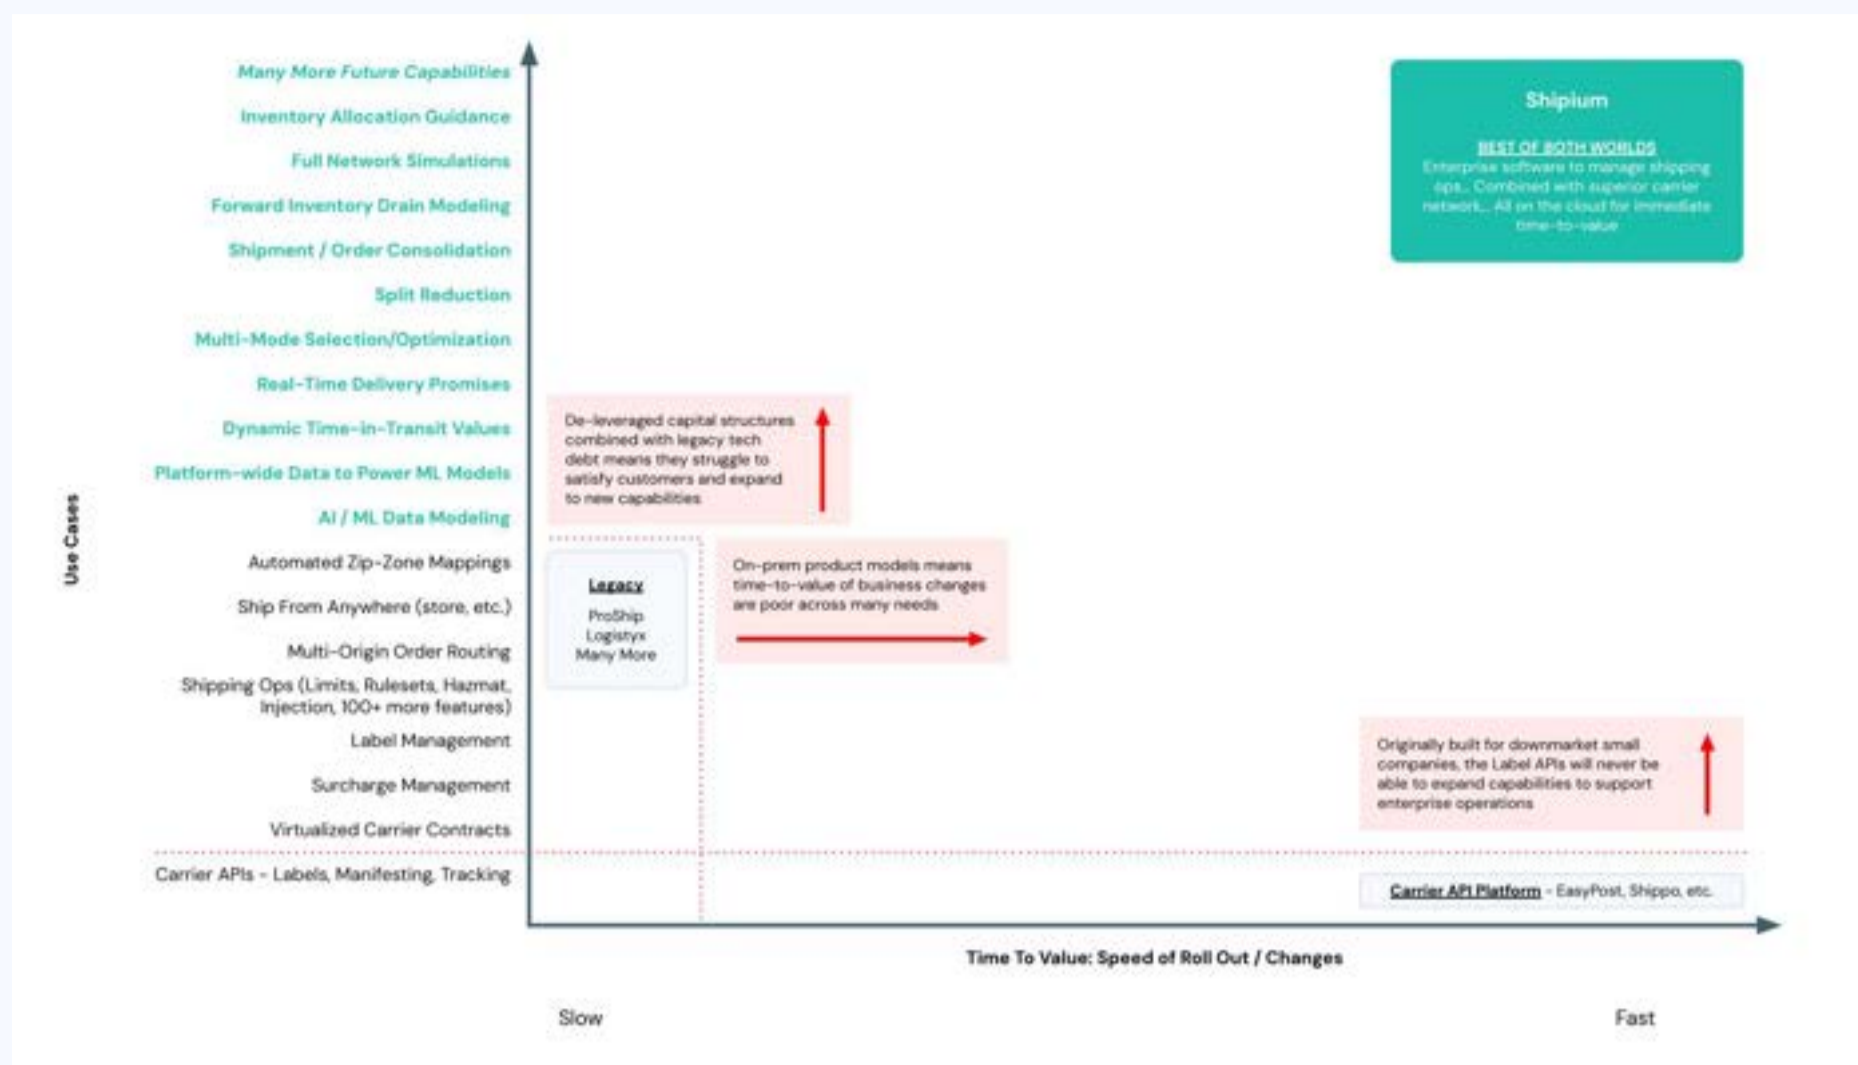 Many More Future Capabilities
Inventory Allocation Guidance
Full Network Simulations
Forward Inventory Drain Modeling
Shipment / Order Consolidation
Split Reduction
Multi-Mode Selection/Optimization
Real-Time Delivery Promises
Dynamic Time-in-Transit Values
Platform-wide Data to Power ML Models
AI / ML Data Modeling
Automated Zip-Zone Mappings
Ship From Anywhere (store, etc.)
Multi-Origin Order Routing
Shipping Ops (Limits, Rulesets, Hazmat,
Injection, 100+ more features)
Label Management
Surcharge Management
Virtualized Carrier Contracts
Carrier APIs - Labels, Manifesting, Tracking
Use Cases
Shipium
BEST OF BOTH WORLDS
Enterprise software to manage shipping
ops... Combined with superior carrier
network... All on the cloud for immediate
time-to-value
De-leveraged capital structures
combined with legacy tech
debt means they struggle to
satisfy customers and expand
to new capabilities
Legacy
ProShip
Logistyx
Many More
On-prem product models means
time-to-value of business changes
are poor across many needs
Originally built for downmarket small
companies, the Label APIs will never be
able to expand capabilities to support
enterprise operations
Carrier API Platform - EasyPost, Shippo, etc.
Time To Value: Speed of Roll Out / Changes
Slow
Fast